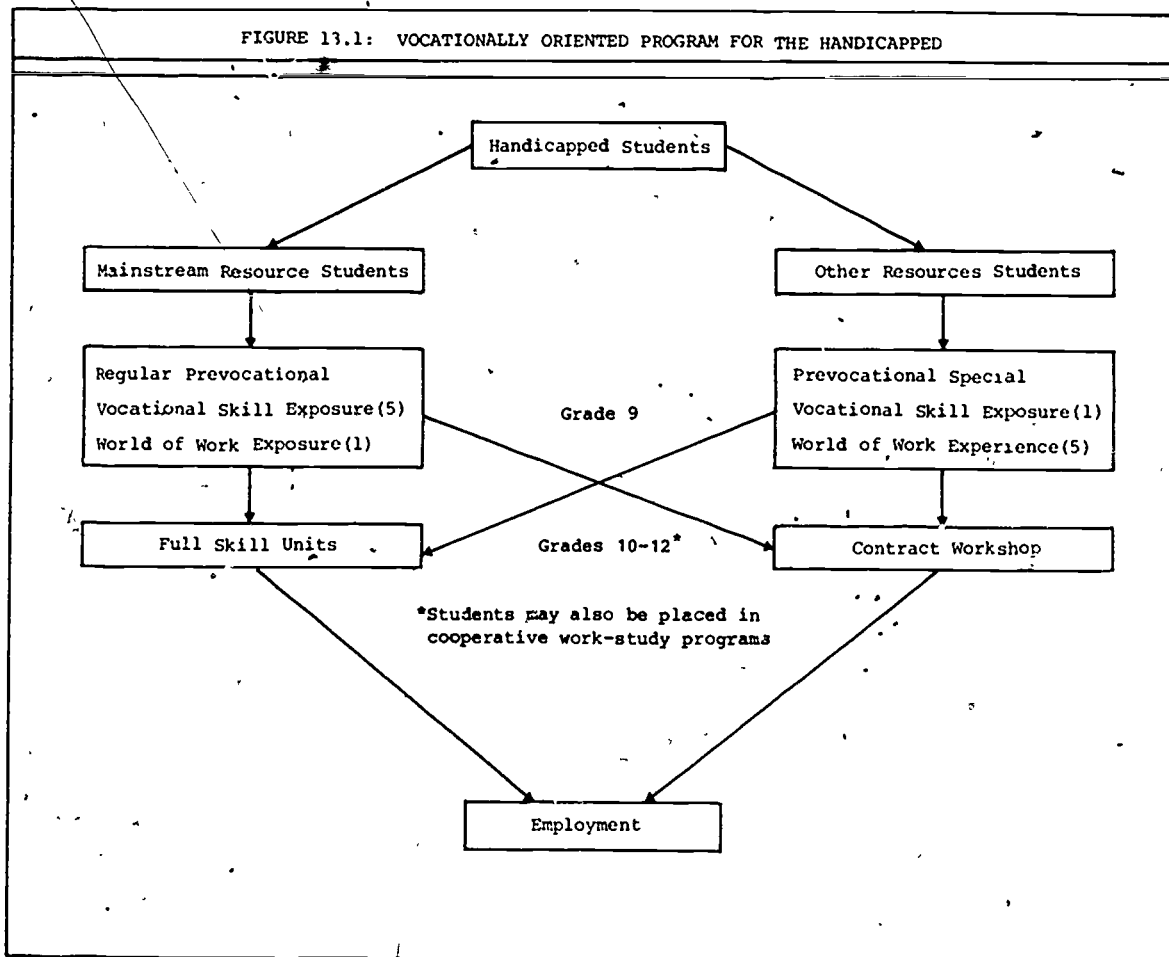 FIGURE 13.1: VOCATIONALLY ORIENTED PROGRAM FOR THE HANDICAPPED
Handicapped Students
Mainstream Resource Students
Other Resources Students
Regular Prevocational
Vocational Skill Exposure(5)
World of Work Exposure(1)
Grade 9
Prevocational Special
Vocational Skill Exposure(1)
World of Work Experience(5)
Full Skill Units
Grades 10-12*
Contract Workshop
*Students may also be placed in
cooperative work-study programs
Employment